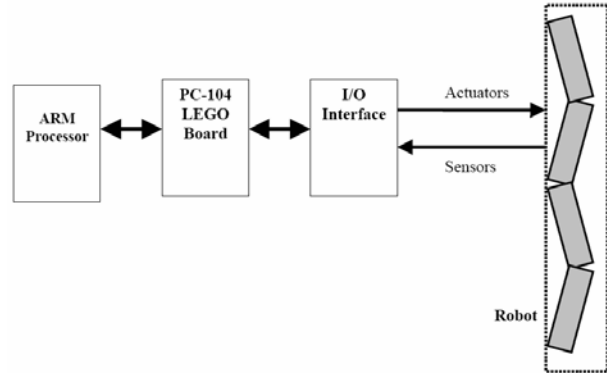 ARM
Processor
PC-104
LEGO
Board
I/O
Interface
Actuators
Sensors
Robot